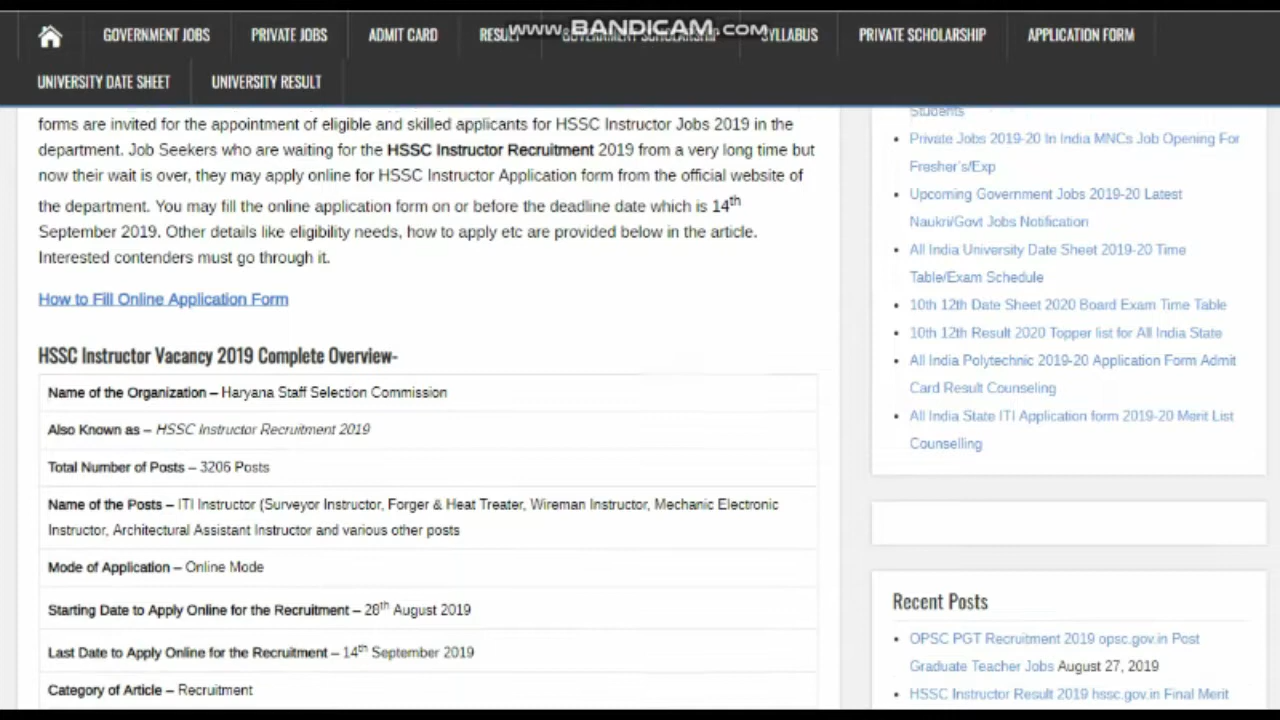 www.BANDICAM.com
GOVERNMENT JOBS PRIVATE JOBS ADMIT CARD RESULT GOVERNMENT SCHOLARSHIP SYLLABUS PRIVATE SCHOLARSHIP APPLICATION FORM
UNIVERSITY DATE SHEET UNIVERSITY RESULT
forms are invited for the appointment of eligible and skilled applicants for HSSC Instructor Jobs 2019 in the
department. Job Seekers who are waiting for the HSSC Instructor Recruitment 2019 from a very long time but
now their wait is over, they may apply online for HSSC Instructor Application form from the official website of
the department. You may fill the online application form on or before the deadline date which is 14th
September 2019. Other details like eligibility needs, how to apply etc are provided below in the article.
Interested contenders must go through it.
How to Fill Online Application Form
HSSC Instructor Vacancy 2019 Complete Overview-
Name of the Organization – Haryana Staff Selection Commission
Also Known as – HSSC Instructor Recruitment 2019
Total Number of Posts – 3206 Posts
Name of the Posts – ITI Instructor (Surveyor Instructor, Forger & Heat Treater, Wireman Instructor, Mechanic Electronic
Instructor, Architectural Assistant Instructor and various other posts
Mode of Application – Online Mode
Starting Date to Apply Online for the Recruitment – 28th August 2019
Last Date to Apply Online for the Recruitment – 14th September 2019
Category of Article – Recruitment
Students
Private Jobs 2019-20 In India MNCs Job Opening For
Fresher's/Exp
Upcoming Government Jobs 2019-20 Latest
Naukri/Govt Jobs Notification
All India University Date Sheet 2019-20 Time
Table/Exam Schedule
10th 12th Date Sheet 2020 Board Exam Time Table
10th 12th Result 2020 Topper list for All India State
All India Polytechnic 2019-20 Application Form Admit
Card Result Counseling
All India State ITI Application form 2019-20 Merit List
Counselling
Recent Posts
OPSC PGT Recruitment 2019 opsc.gov.in Post
Graduate Teacher Jobs August 27, 2019
HSSC Instructor Result 2019 hssc.gov.in Final Merit